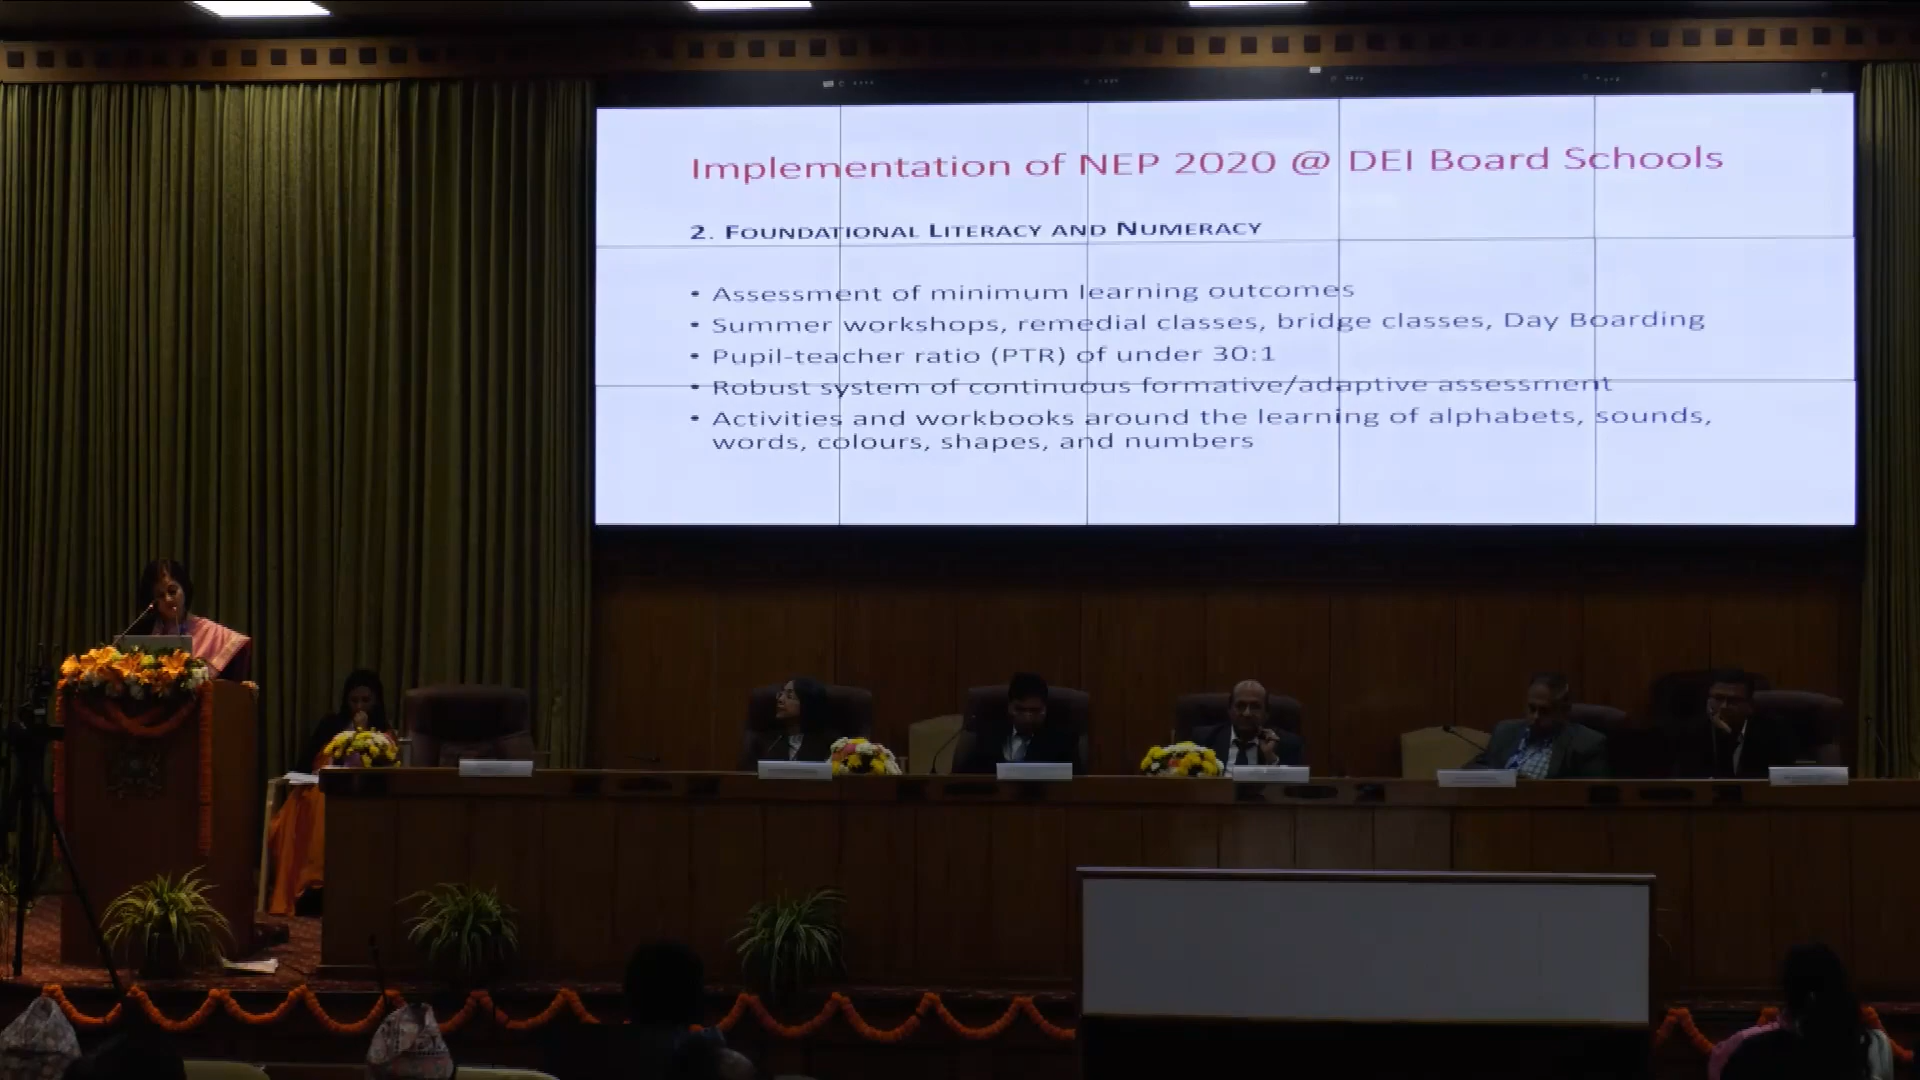 Implementation of NEP 2020 @ DEI Board Schools
2. FOUNDATIONAL LITERACY AND NUMERACY
• Assessment of minimum learning outcomes
• Summer workshops, remedial classes, bridge classes, Day Boarding
• Pupil-teacher ratio (PTR) of under 30:1
• Robust system of continuous formative/adaptive assessment
• Activities and workbooks around the learning of alphabets, sounds,
words, colours, shapes, and numbers